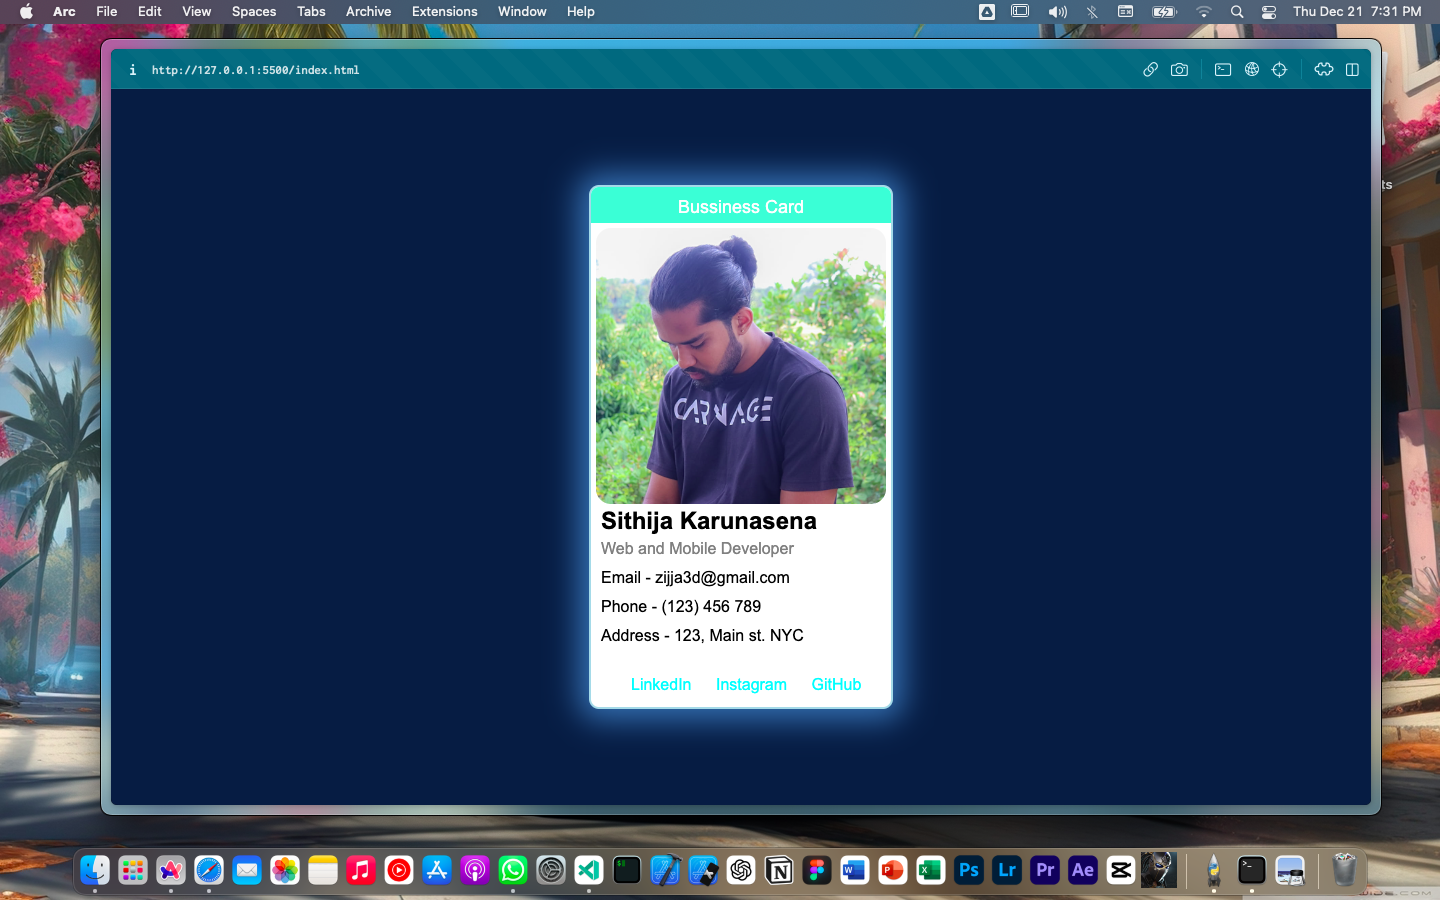 Arc File Edit View Spaces Tabs Archive Extensions Window Help Thu Dec 21 7:31 PM
i http://127.0.0.1:5500/index.html
ts
Bussiness Card
CARNAGE
Sithija Karunasena
Web and Mobile Developer
Email - zijja3d@gmail.com
Phone - (123) 456 789
Address - 123, Main st. NYC
LinkedIn Instagram GitHub
N W P X Ps Lr Pr Ae